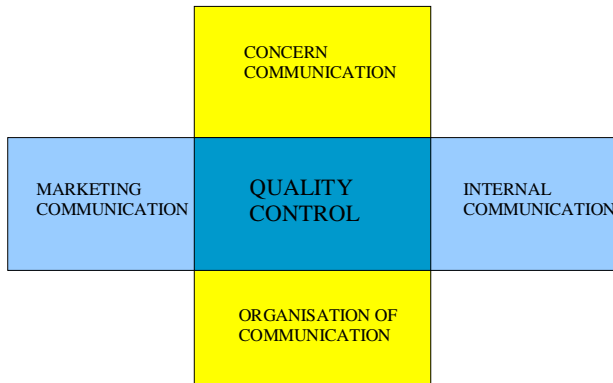 CONCERN
COMMUNICATION
MARKETING
COMMUNICATION
QUALITY
CONTROL
INTERNAL
COMMUNICATION
ORGANISATION OF
COMMUNICATION